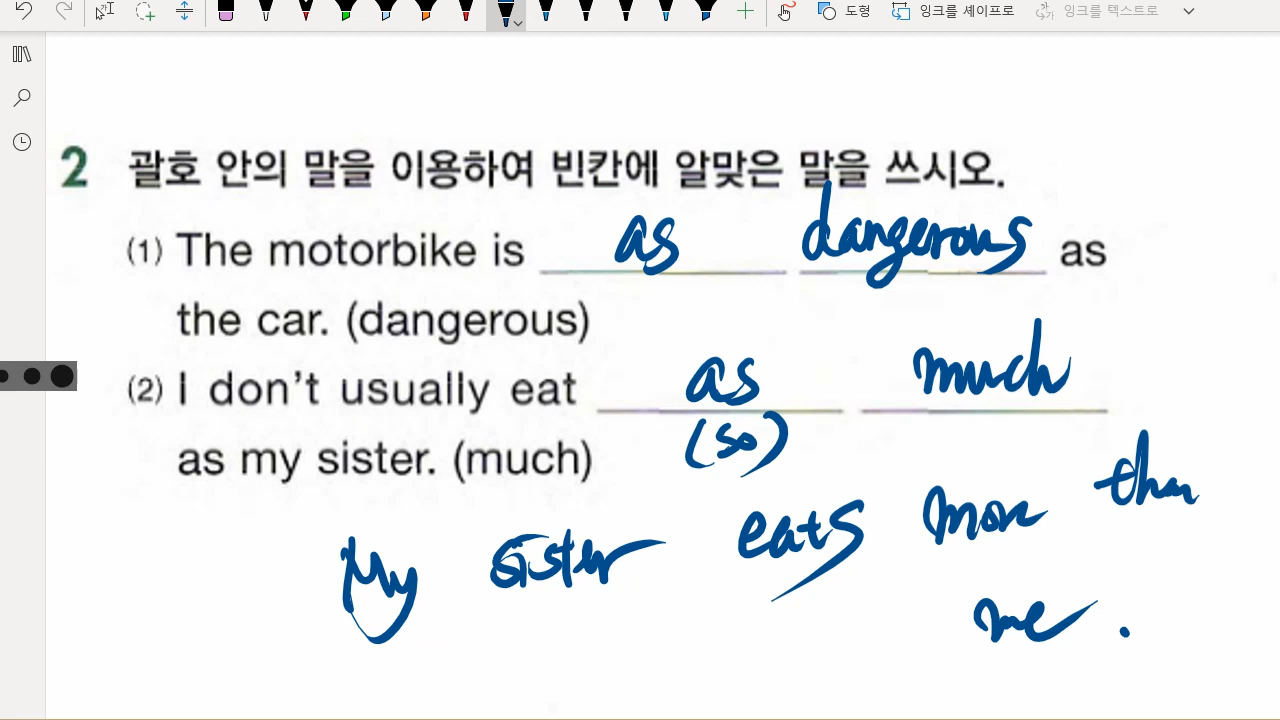 도형 잉크를 셰이프로 잉크를 텍스트로
2 괄호 안의 말을 이용하여 빈칸에 알맞은 말을 쓰시오.
(1) The motorbike is as dangerous as
the car. (dangerous)
(2) I don't usually eat as much
(so)
as my sister. (much)
My sister eats more than
me.